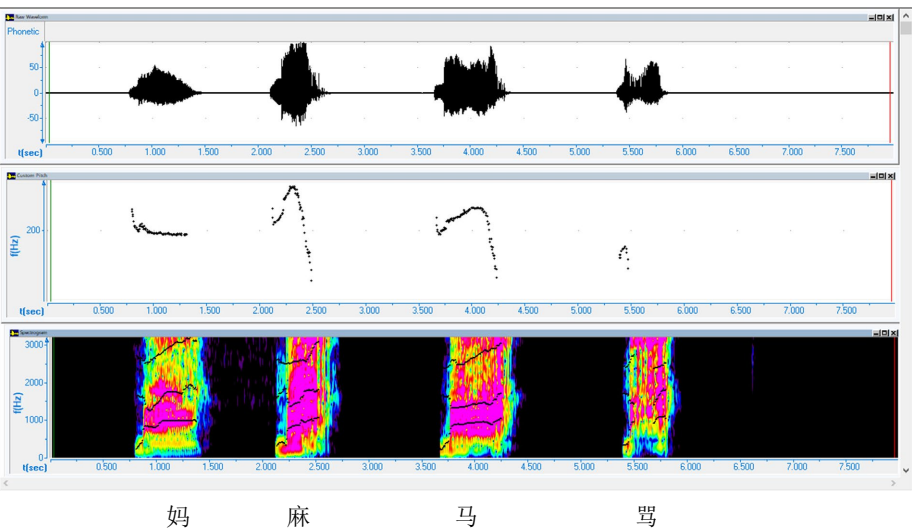 Raw Waveform
Phonetic
50
0
-50
t(sec) 0.500 1.000 1.500 2.000 2.500 3.000 3.500 4.000 4.500 5.000 5.500 6.000 6.500 7.000 7.500
Custom Pitch
200
f(Hz)
t(sec) 0.500 1.000 1.500 2.000 2.500 3.000 3.500 4.000 4.500 5.000 5.500 6.000 6.500 7.000 7.500
Spectrogram
3000
2000
f(Hz)
1000
0
t(sec) 0.500 1.000 1.500 2.000 2.500 3.000 3.500 4.000 4.500 5.000 5.500 6.000 6.500 7.000 7.500
妈 麻 马 骂